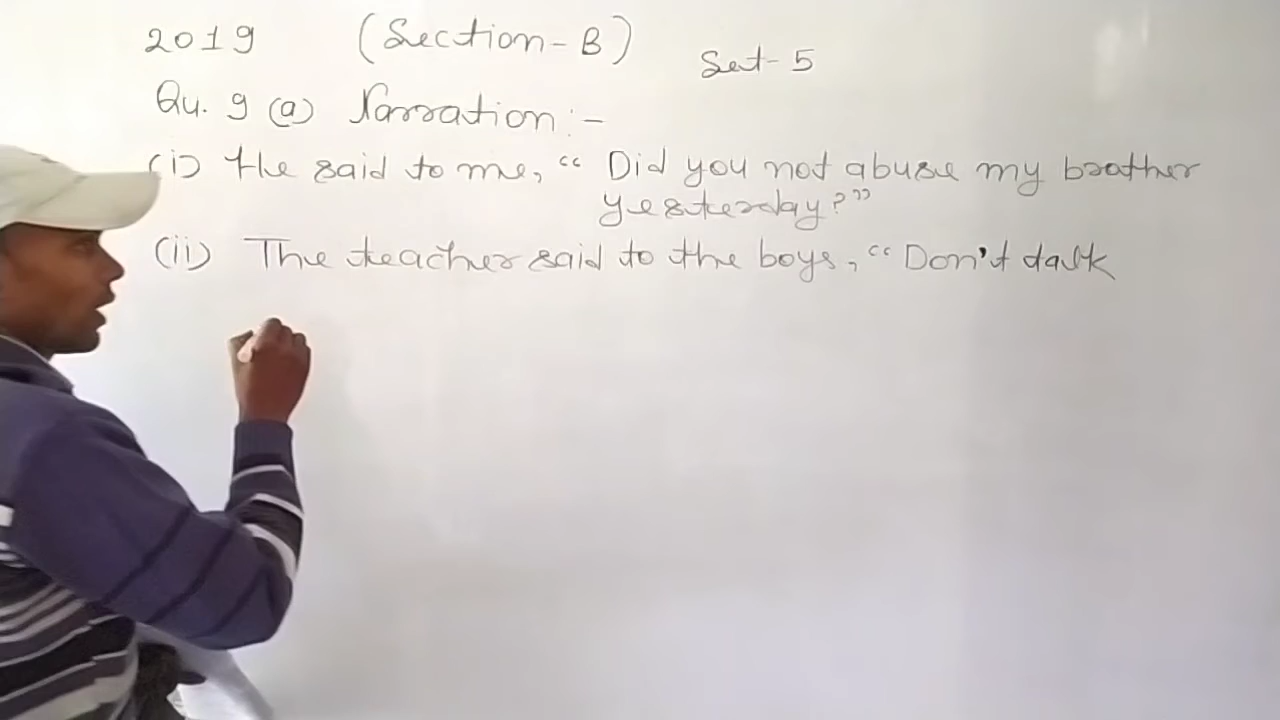 2019 (Section-B) Set-5
Qu. 9 (a) Narration:-
(i) He said to me, “ Did you not abuse my brother
yesterday?”
(ii) The teacher said to the boys, “ Don't dalk